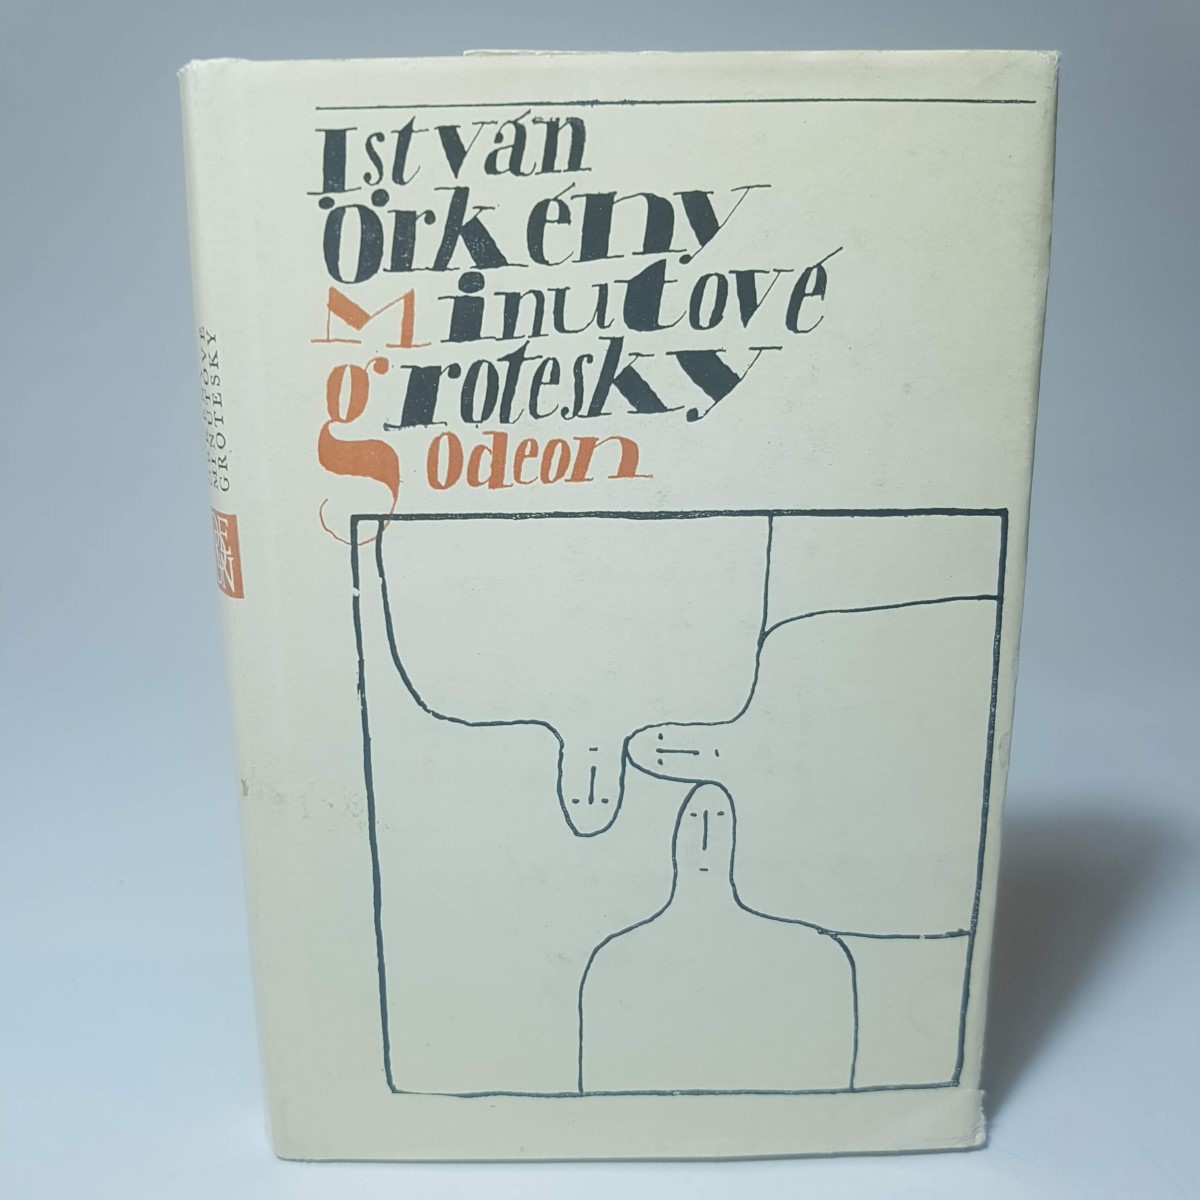 István
Örkény
Minutové
grotesky
Odeon
MINUTOVÉ
GROTESKY